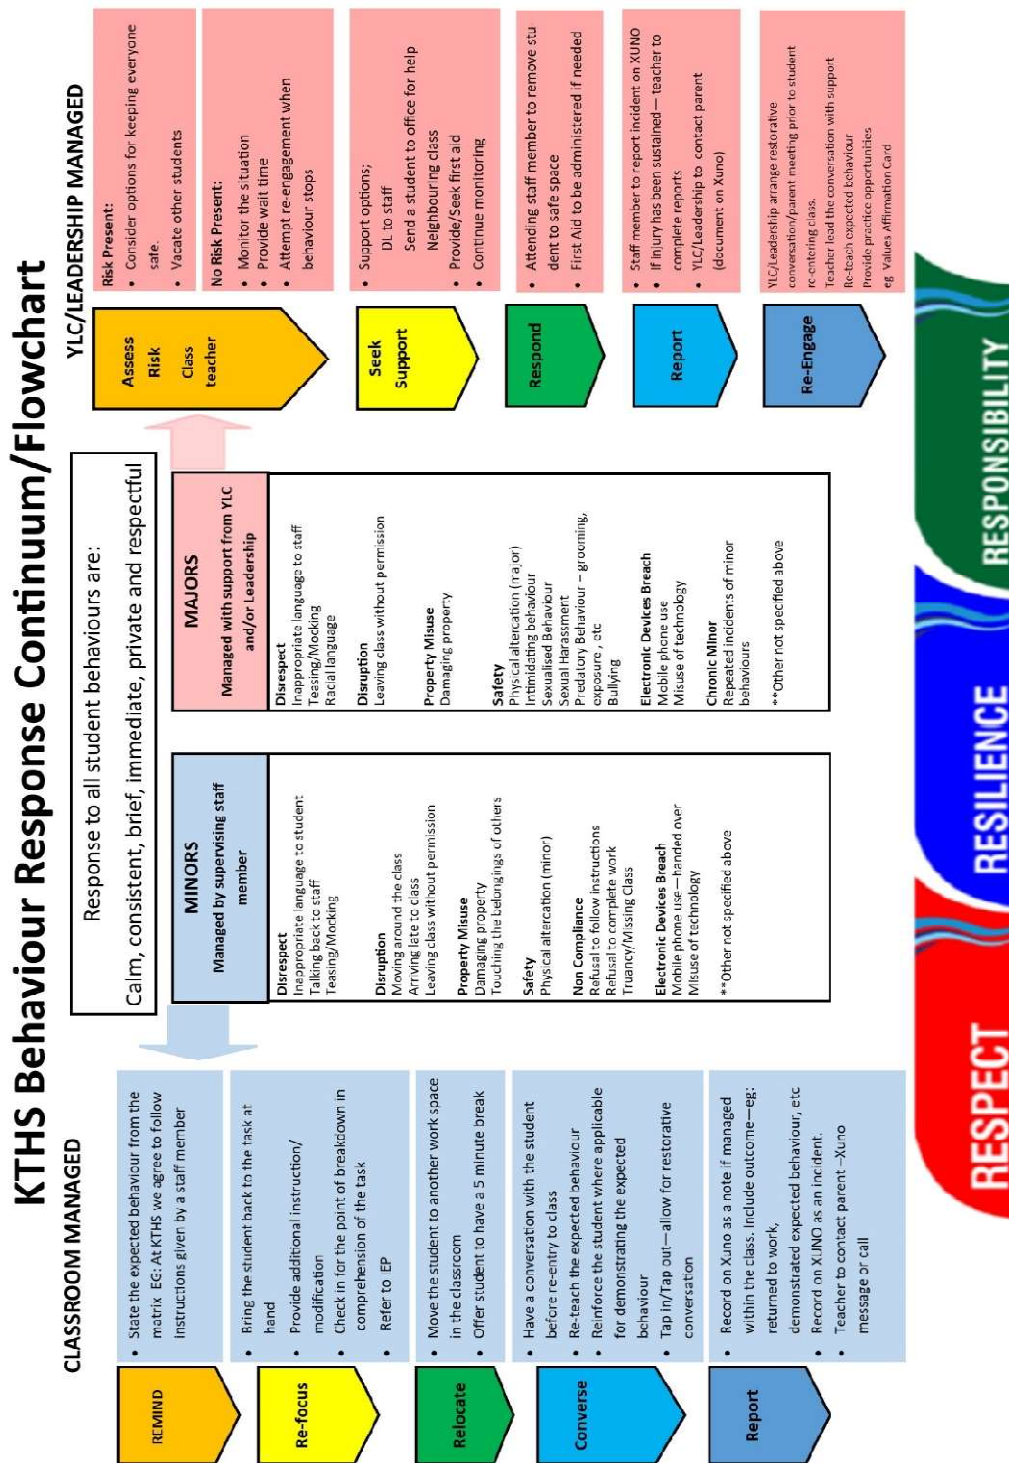 KTHS Behaviour Response Continuum/Flowchart
Response to all student behaviours are:
Calm, consistent, brief, immediate, private and respectful
CLASSROOM MANAGED
REMIND
• State the expected behaviour from the
matrix EG: At KTHS we agree to follow
Instructions given by a staff member
Re-focus
• Bring the student back to the task at
hand
• Provide additional instruction/
modification
• Check in for the point of breakdown in
comprehension of the task
• Refer to EP
Relocate
• Move the student to another work space
in the classroom
• Offer student to have a 5 minute break
Converse
• Have a conversation with the student
before re-entry to class
• Re-teach the expected behaviour
• Reinforce the student where applicable
for demonstrating the expected
behaviour
• Tap in/Tap out—allow for restorative
conversation
Report
• Record on Xuno as a note if managed
within the class. Include outcome—eg:
returned to work,
demonstrated expected behaviour, etc
• Record on XUNO as an incident.
• Teacher to contact parent –Xuno
message or call
MINORS
Managed by supervising staff
member
Disrespect
Inappropriate language to student
Talking back to staff
Teasing/Mocking
Disruption
Moving around the class
Arriving late to class
Leaving class without permission
Property Misuse
Damaging property
Touching the belongings of others
Safety
Physical altercation (minor)
Non Compliance
Refusal to follow instructions
Refusal to complete work
Truancy/Missing Class
Electronic Devices Breach
Mobile phone use—handed over
Misuse of technology
**Other not specified above
MAJORS
Managed with support from YLC
and/or Leadership
Disrespect
Inappropriate language to staff
Teasing/Mocking
Racial language
Disruption
Leaving class without permission
Property Misuse
Damaging property
Safety
Physical altercation (major)
Intimidating behaviour
Sexualised Behaviour
Sexual Harassment
Predatory Behaviour – grooming,
exposure , etc
Bullying
Electronic Devices Breach
Mobile phone use
Misuse of technology
Chronic Minor
Repeated incidents of minor
behaviours
**Other not specified above
YLC/LEADERSHIP MANAGED
Assess
Risk
Class
teacher
Risk Present:
• Consider options for keeping everyone
safe.
• Vacate other students
No Risk Present:
• Monitor the situation
• Provide wait time
• Attempt re-engagement when
behaviour stops
Seek
Support
• Support options;
DL to staff
Send a student to office for help
Neighbouring class
• Provide/Seek first aid
• Continue monitoring
Respond
• Attending staff member to remove stu
dent to safe space
• First Aid to be administered if needed
Report
• Staff member to report incident on XUNO
• If injury has been sustained— teacher to
complete reports
• YLC/Leadership to contact parent
(document on Xuno)
Re-Engage
YLC/Leadership arrange restorative
conversation/parent meeting prior to student
re-entering class.
Teacher lead the conversation with support
Re-teach expected behaviour
Provide practice opportunities
eg Values Affirmation Card
RESPECT
RESILIENCE
RESPONSIBILITY